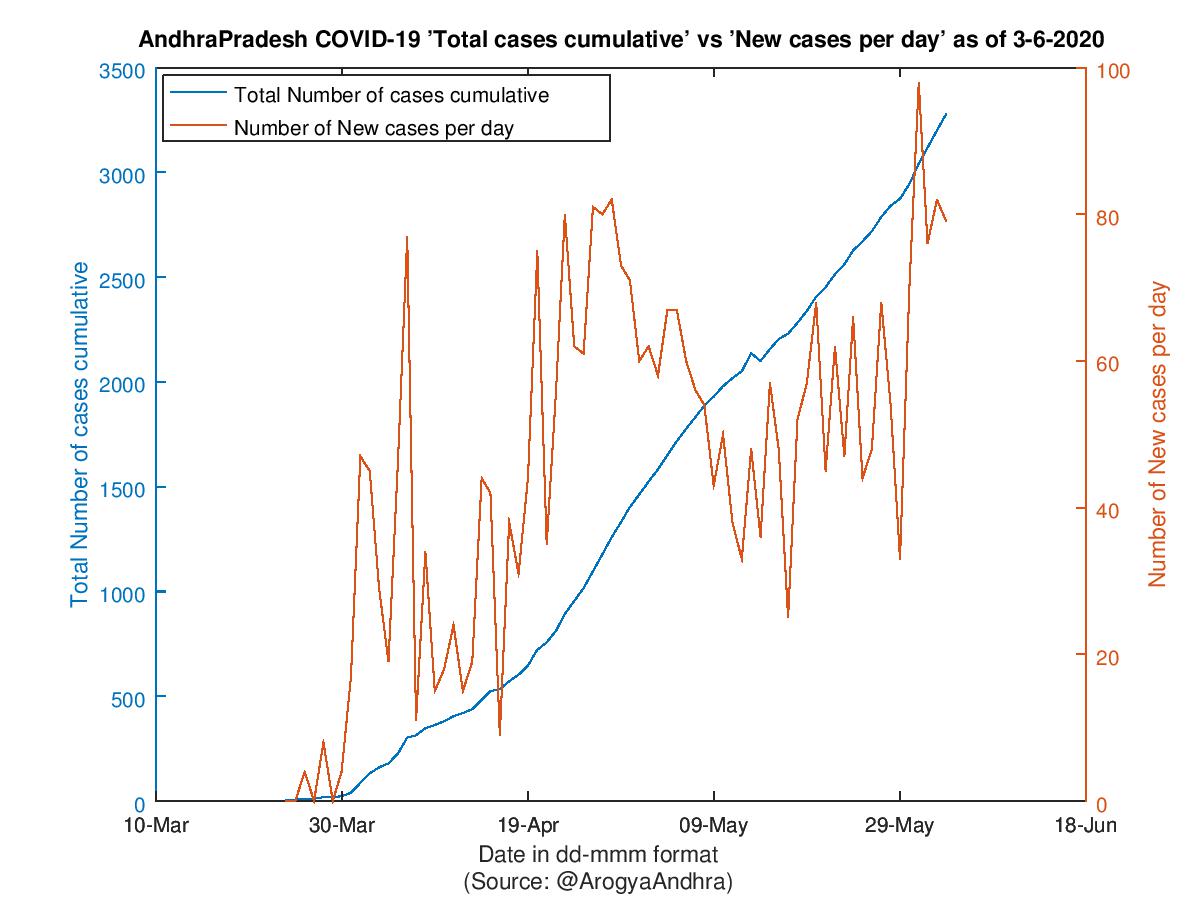 AndhraPradesh COVID-19 ’Total cases cumulative’ vs ’New cases per day’ as of 3-6-2020
Total Number of cases cumulative
Number of New cases per day
3500
3000
2500
2000
1500
1000
500
0
Total Number of cases cumulative
100
80
60
40
20
0
Number of New cases per day
10-Mar 30-Mar 19-Apr 09-May 29-May 18-Jun
Date in dd-mmm format
(Source: @ArogyaAndhra)